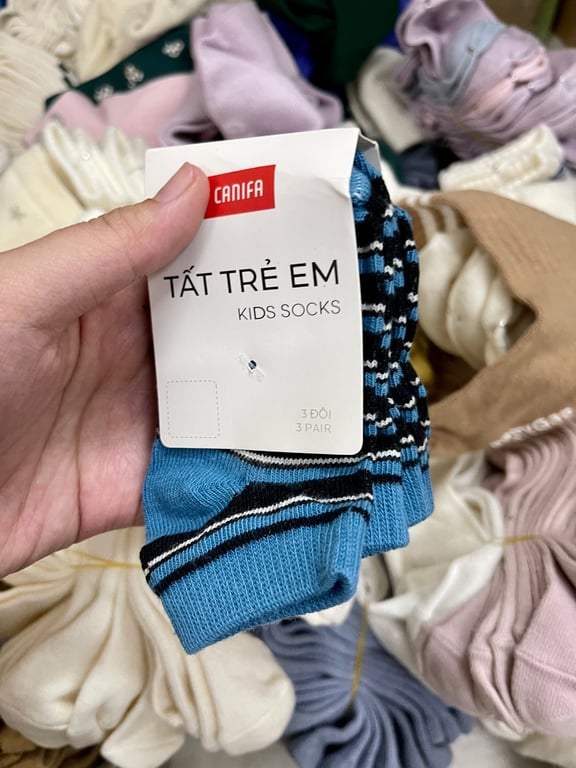 CANIFA
TẤT TRẺ EM
KIDS SOCKS
3 ĐÔI
3 PAIR